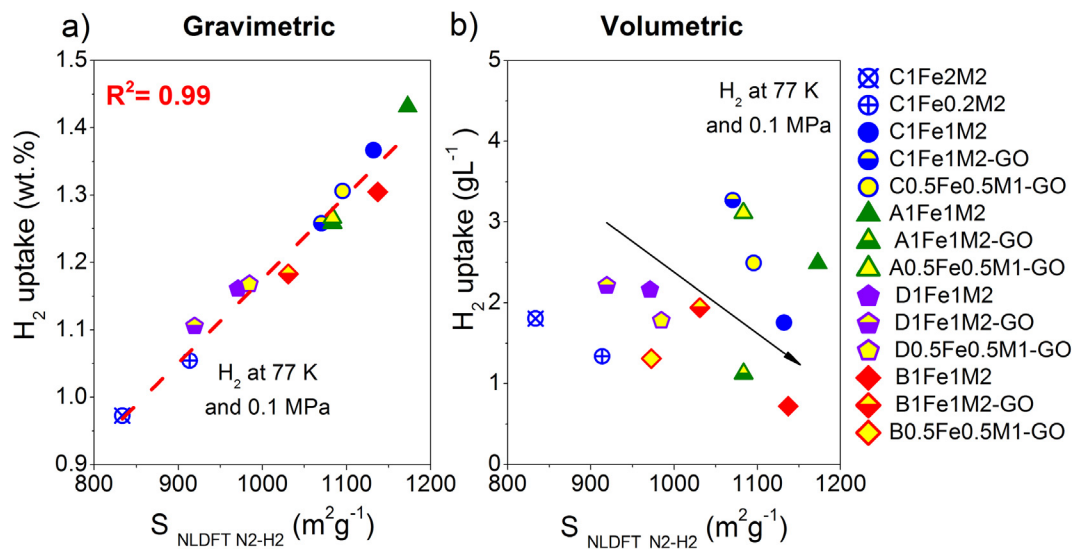 a)
Gravimetric
b)
Volumetric
1.5
1.4
1.3
1.2
1.1
1.0
0.9
H2 uptake (wt.%)
R2= 0.99
H2 at 77 K
and 0.1 MPa
800
900
1000
1100
1200
S NLDFT N2-H2 (m2g-1)
5
4
3
2
1
0
H2 uptake (gL-1)
H2 at 77 K
and 0.1 MPa
800
900
1000
1100
1200
S NLDFT N2-H2 (m2g-1)
C1Fe2M2
C1Fe0.2M2
C1Fe1M2
C1Fe1M2-GO
C0.5Fe0.5M1-GO
A1Fe1M2
A1Fe1M2-GO
A0.5Fe0.5M1-GO
D1Fe1M2
D1Fe1M2-GO
D0.5Fe0.5M1-GO
B1Fe1M2
B1Fe1M2-GO
B0.5Fe0.5M1-GO